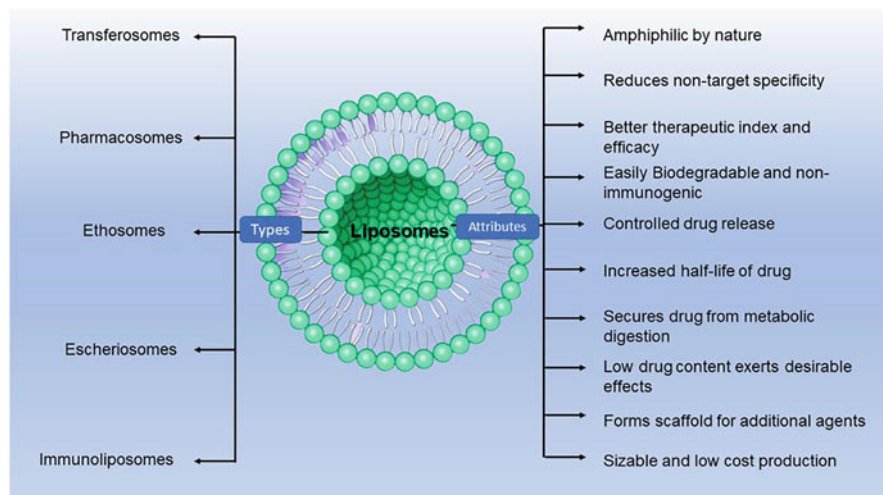 Transferosomes
Pharmacosomes
Ethosomes
Escheriosomes
Immunoliposomes
Types
Liposomes
Attributes
Amphiphilic by nature
Reduces non-target specificity
Better therapeutic index and
efficacy
Easily Biodegradable and non-
immunogenic
Controlled drug release
Increased half-life of drug
Secures drug from metabolic
digestion
Low drug content exerts desirable
effects
Forms scaffold for additional agents
Sizable and low cost production